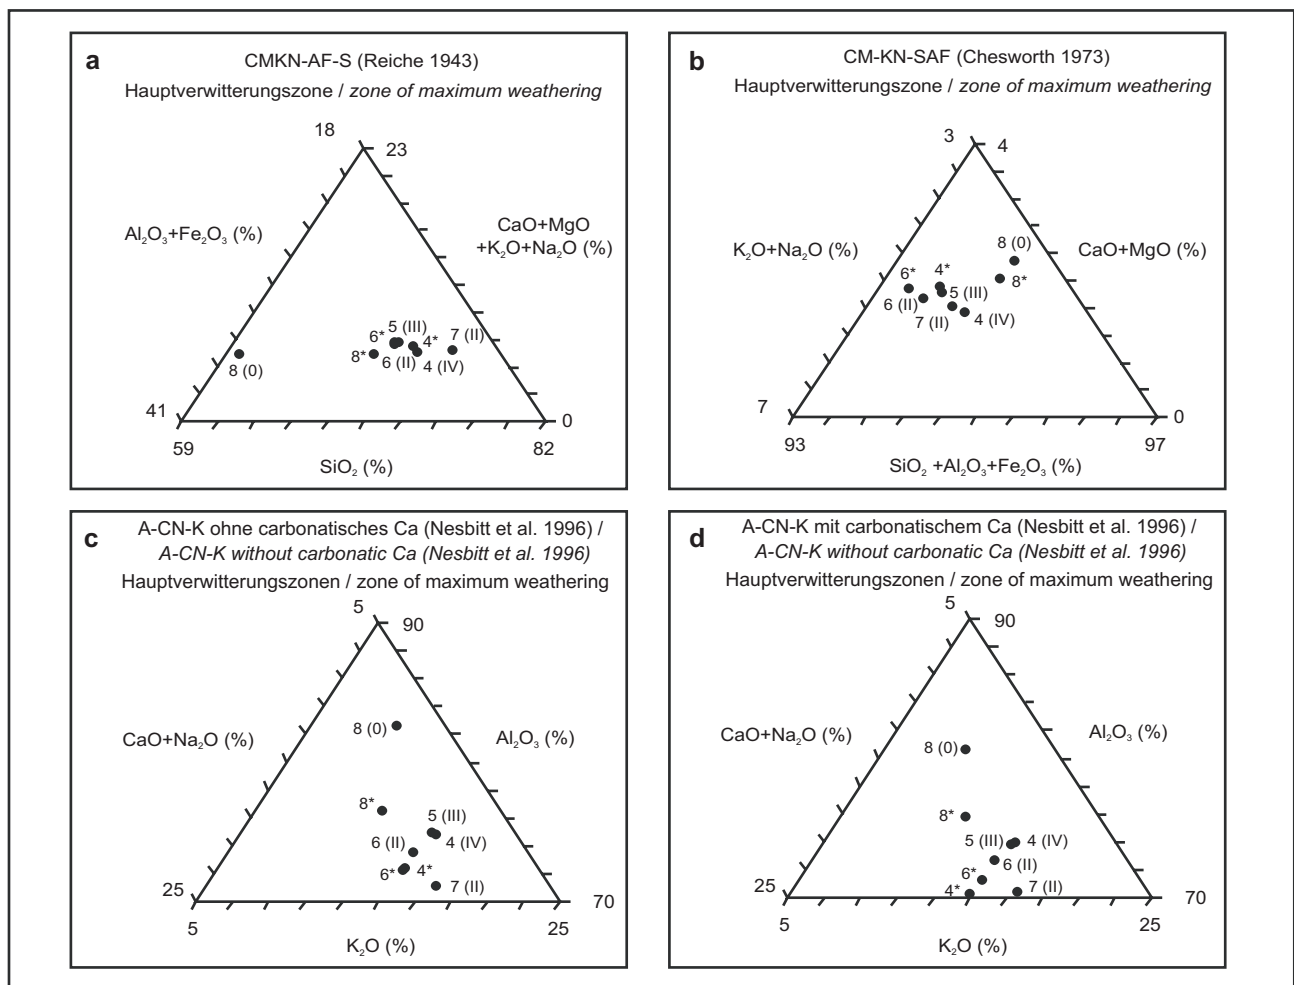 a
CMKN-AF-S (Reiche 1943)
Hauptverwitterungszone / zone of maximum weathering
18
23
Al₂O₃+Fe₂O₃ (%)
CaO+MgO
+K₂O+Na₂O (%)
5 (III)
6*
4*
7 (II)
8*
6 (II)
4 (IV)
8 (0)
41
0
59
82
SiO₂ (%)
b
CM-KN-SAF (Chesworth 1973)
Hauptverwitterungszone / zone of maximum weathering
3
4
K₂O+Na₂O (%)
CaO+MgO (%)
8 (0)
6*
4*
8*
6 (II)
5 (III)
7 (II)
4 (IV)
7
0
93
97
SiO₂ +Al₂O₃+Fe₂O₃ (%)
c
A-CN-K ohne carbonatisches Ca (Nesbitt et al. 1996) /
A-CN-K without carbonatic Ca (Nesbitt et al. 1996)
Hauptverwitterungszonen / zone of maximum weathering
5
90
CaO+Na₂O (%)
Al₂O₃ (%)
8 (0)
8*
5 (III)
6 (II)
4 (IV)
6*
4*
7 (II)
25
70
5
25
K₂O (%)
d
A-CN-K mit carbonatischem Ca (Nesbitt et al. 1996) /
A-CN-K without carbonatic Ca (Nesbitt et al. 1996)
Hauptverwitterungszonen / zone of maximum weathering
5
90
CaO+Na₂O (%)
Al₂O₃ (%)
8 (0)
8*
5 (III)
4 (IV)
6 (II)
6*
4*
7 (II)
25
70
5
25
K₂O (%)